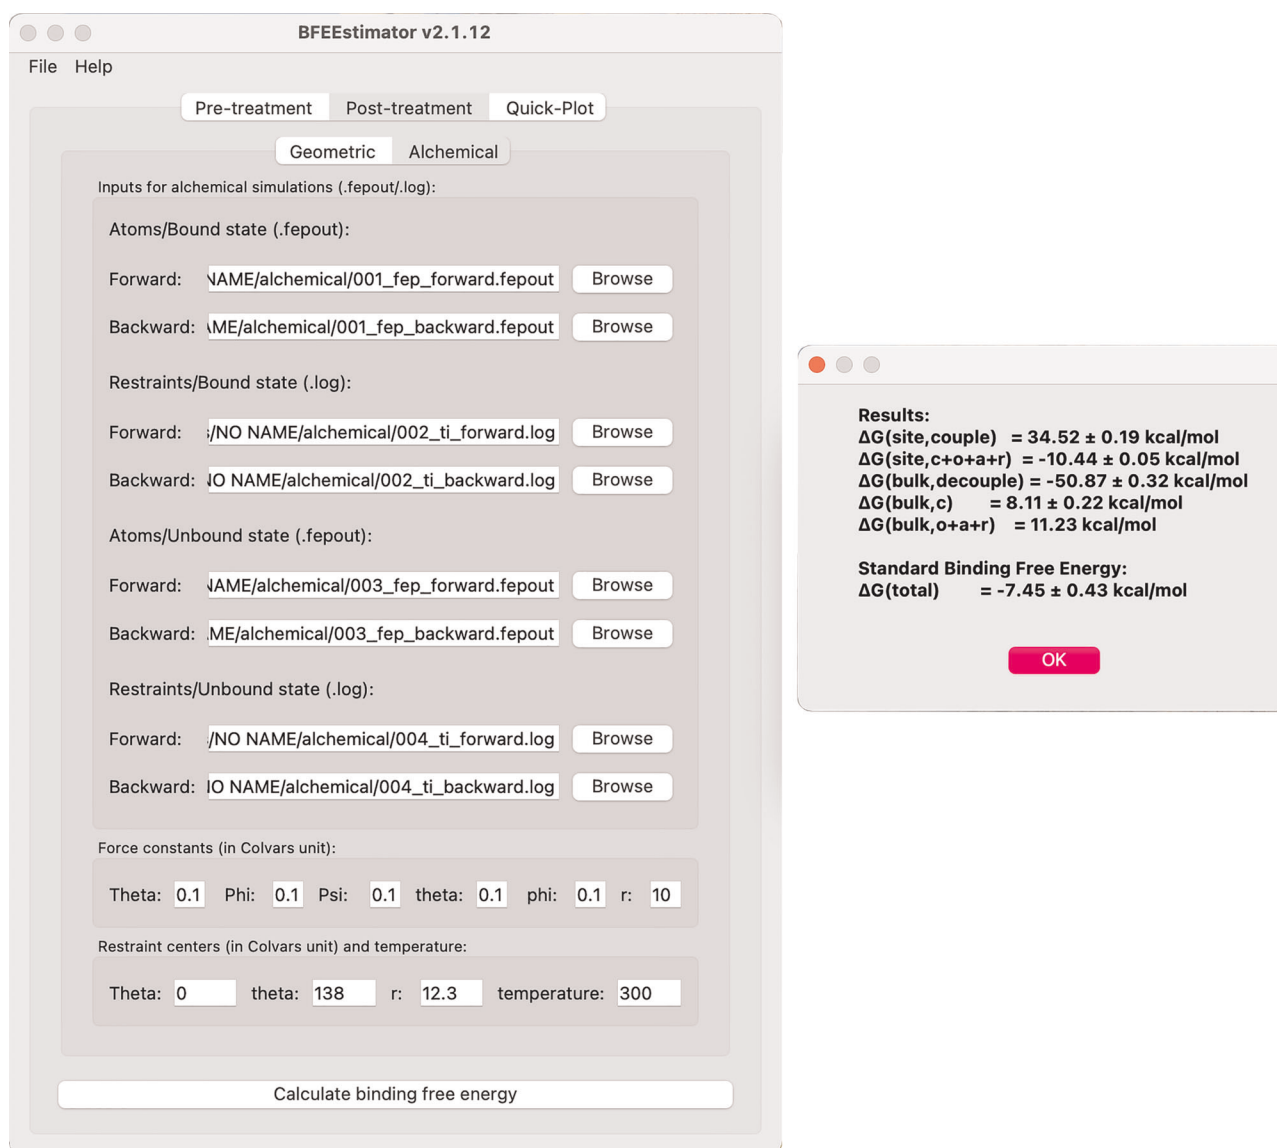 BFEEstimator v2.1.12
File Help
Pre-treatment Post-treatment Quick-Plot
Geometric Alchemical
Inputs for alchemical simulations (.fepout/.log):
Atoms/Bound state (.fepout):
Forward: NAME/alchemical/001_fep_forward.fepout Browse
Backward: ME/alchemical/001_fep_backward.fepout Browse
Restraints/Bound state (.log):
Forward: /NO NAME/alchemical/002_ti_forward.log Browse
Backward: NO NAME/alchemical/002_ti_backward.log Browse
Atoms/Unbound state (.fepout):
Forward: NAME/alchemical/003_fep_forward.fepout Browse
Backward: ME/alchemical/003_fep_backward.fepout Browse
Restraints/Unbound state (.log):
Forward: /NO NAME/alchemical/004_ti_forward.log Browse
Backward: NO NAME/alchemical/004_ti_backward.log Browse
Force constants (in Colvars unit):
Theta: 0.1 Phi: 0.1 Psi: 0.1 theta: 0.1 phi: 0.1 r: 10
Restraint centers (in Colvars unit) and temperature:
Theta: 0 theta: 138 r: 12.3 temperature: 300
Calculate binding free energy
Results:
ΔG(site,couple) = 34.52 ± 0.19 kcal/mol
ΔG(site,c+o+a+r) = -10.44 ± 0.05 kcal/mol
ΔG(bulk,decouple) = -50.87 ± 0.32 kcal/mol
ΔG(bulk,c) = 8.11 ± 0.22 kcal/mol
ΔG(bulk,o+a+r) = 11.23 kcal/mol
Standard Binding Free Energy:
ΔG(total) = -7.45 ± 0.43 kcal/mol
OK